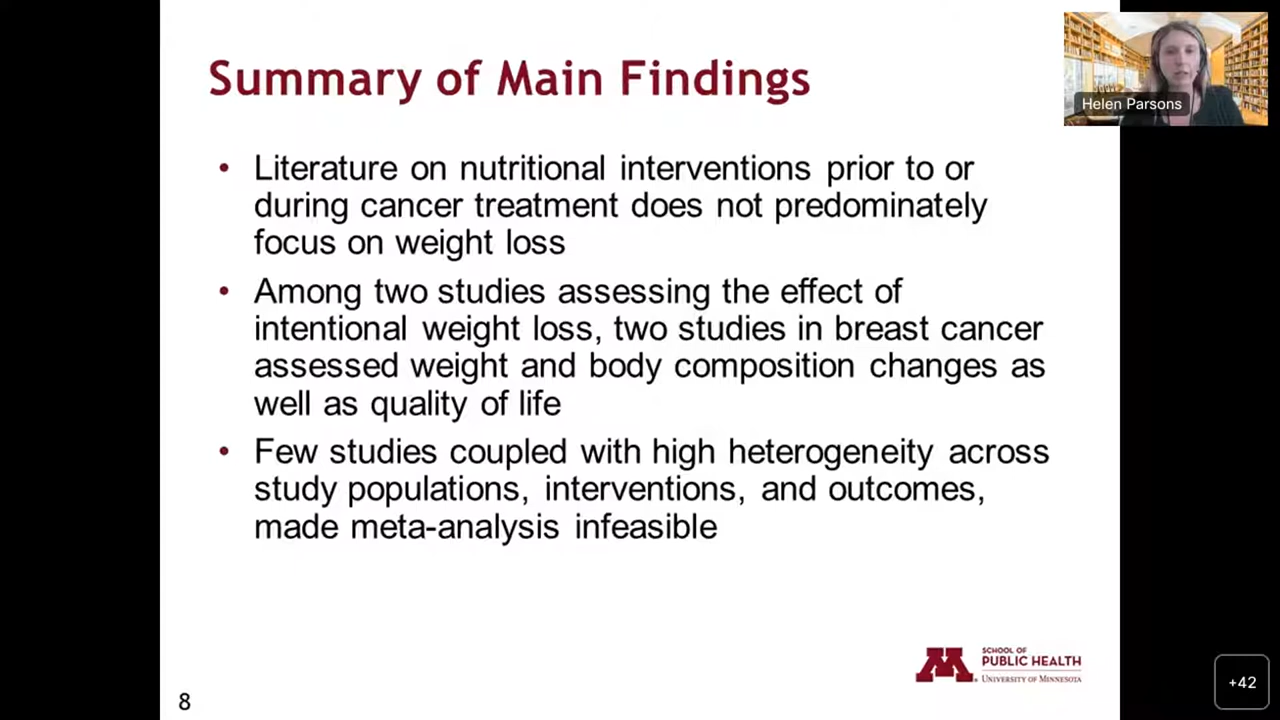 Summary of Main Findings
Helen Parsons
• Literature on nutritional interventions prior to or
during cancer treatment does not predominately
focus on weight loss
• Among two studies assessing the effect of
intentional weight loss, two studies in breast cancer
assessed weight and body composition changes as
well as quality of life
• Few studies coupled with high heterogeneity across
study populations, interventions, and outcomes,
made meta-analysis infeasible
M
SCHOOL OF
PUBLIC HEALTH
UNIVERSITY OF MINNESOTA
8
+42